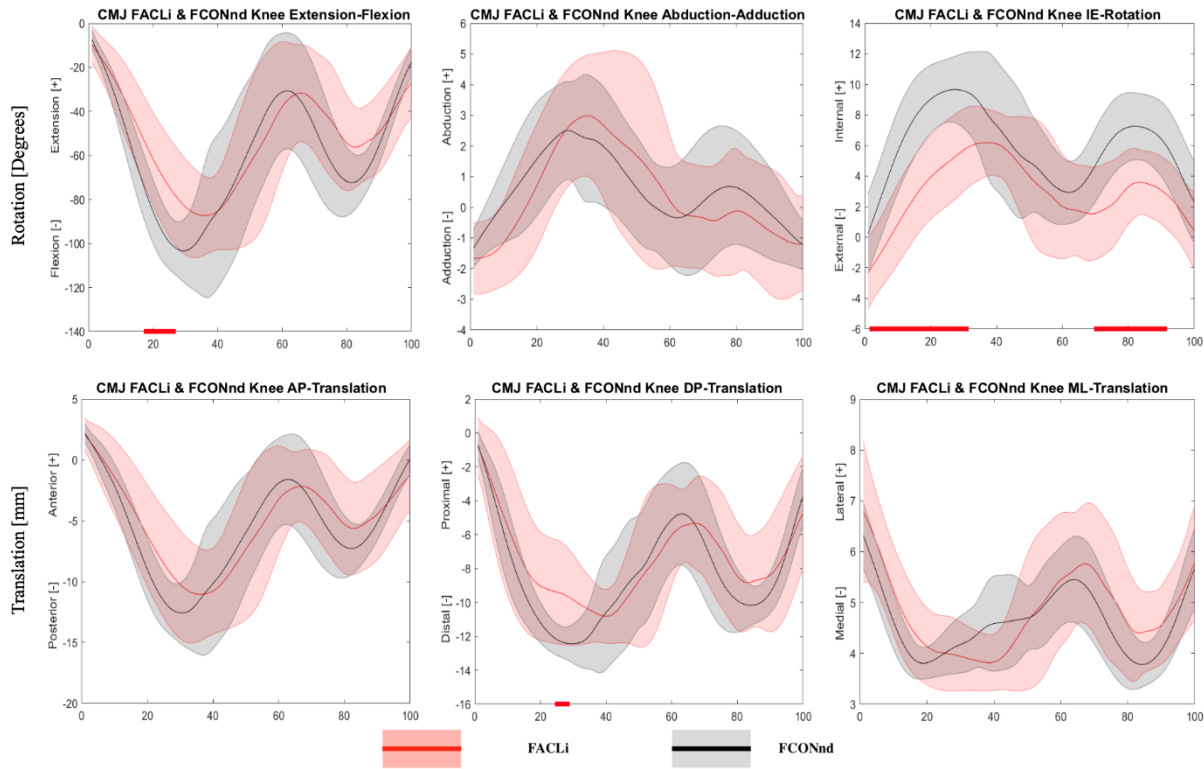 CMJ FACLi & FCONnd Knee Extension-Flexion
CMJ FACLi & FCONnd Knee Abduction-Adduction
CMJ FACLi & FCONnd Knee IE-Rotation
Rotation [Degrees]
Flexion [-] Extension [+]
0
-20
-40
-60
-80
-100
-120
-140
0 20 40 60 80 100
Adduction [-] Abduction [+]
6
5
4
3
2
1
0
-1
-2
-3
-4
0 20 40 60 80 100
External [-] Internal [+]
14
12
10
8
6
4
2
0
-2
-4
-6
0 20 40 60 80 100
CMJ FACLi & FCONnd Knee AP-Translation
CMJ FACLi & FCONnd Knee DP-Translation
CMJ FACLi & FCONnd Knee ML-Translation
Translation [mm]
Posterior [-] Anterior [+]
5
0
-5
-10
-15
-20
0 20 40 60 80 100
Distal [-] Proximal [+]
2
0
-2
-4
-6
-8
-10
-12
-14
-16
0 20 40 60 80 100
Medial [-] Lateral [+]
9
8
7
6
5
4
3
0 20 40 60 80 100
FACLi
FCONnd